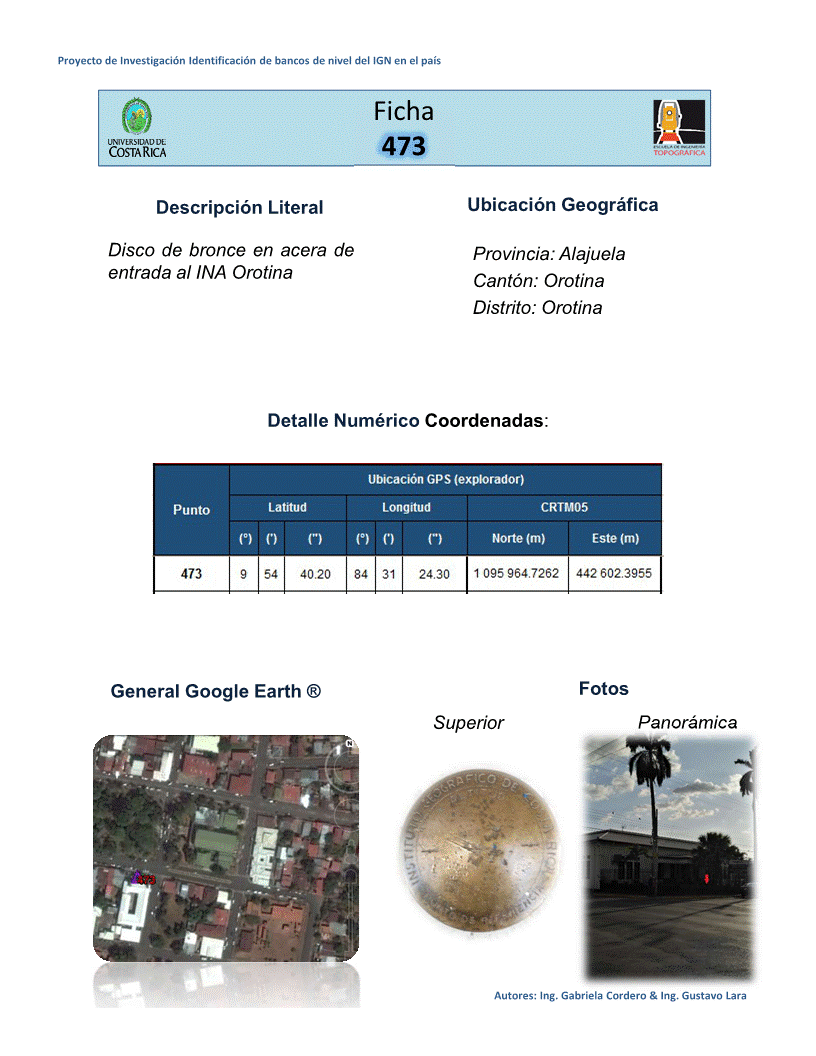 Proyecto de Investigación Identificación de bancos de nivel del IGN en el país
UNIVERSIDAD DE
COSTA RICA
Ficha
473
ESCUELA DE INGENIERÍA
TOPOGRÁFICA
Descripción Literal
Disco de bronce en acera de
entrada al INA Orotina
Ubicación Geográfica
Provincia: Alajuela
Cantón: Orotina
Distrito: Orotina
Detalle Numérico Coordenadas:
Punto
Ubicación GPS (explorador)
Latitud Longitud CRTM05
(°) (') (") (°) (') (") Norte (m) Este (m)
473 9 54 40.20 84 31 24.30 1 095 964.7262 442 602.3955
General Google Earth ®
N
473
Fotos
Superior
Panorámica
INSTITUTO GEOGRÁFICO DE
Autores: Ing. Gabriela Cordero & Ing. Gustavo Lara